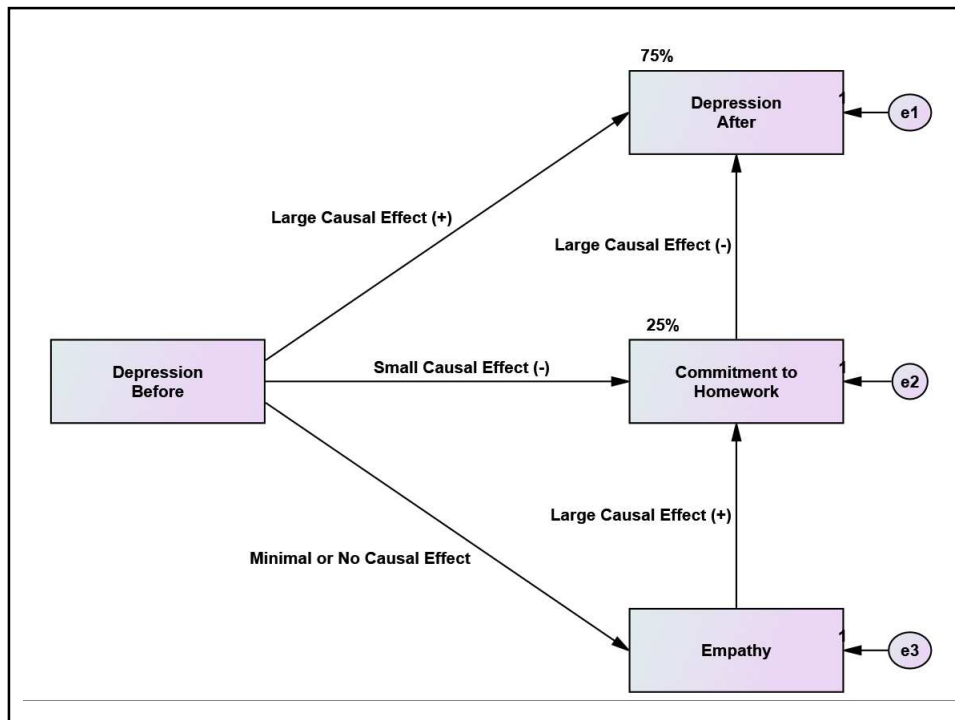 75%
Depression
After
1
e1
Large Causal Effect (+)
Large Causal Effect (-)
25%
Depression
Before
Small Causal Effect (-)
Commitment to
Homework
1
e2
Large Causal Effect (+)
Minimal or No Causal Effect
Empathy
1
e3